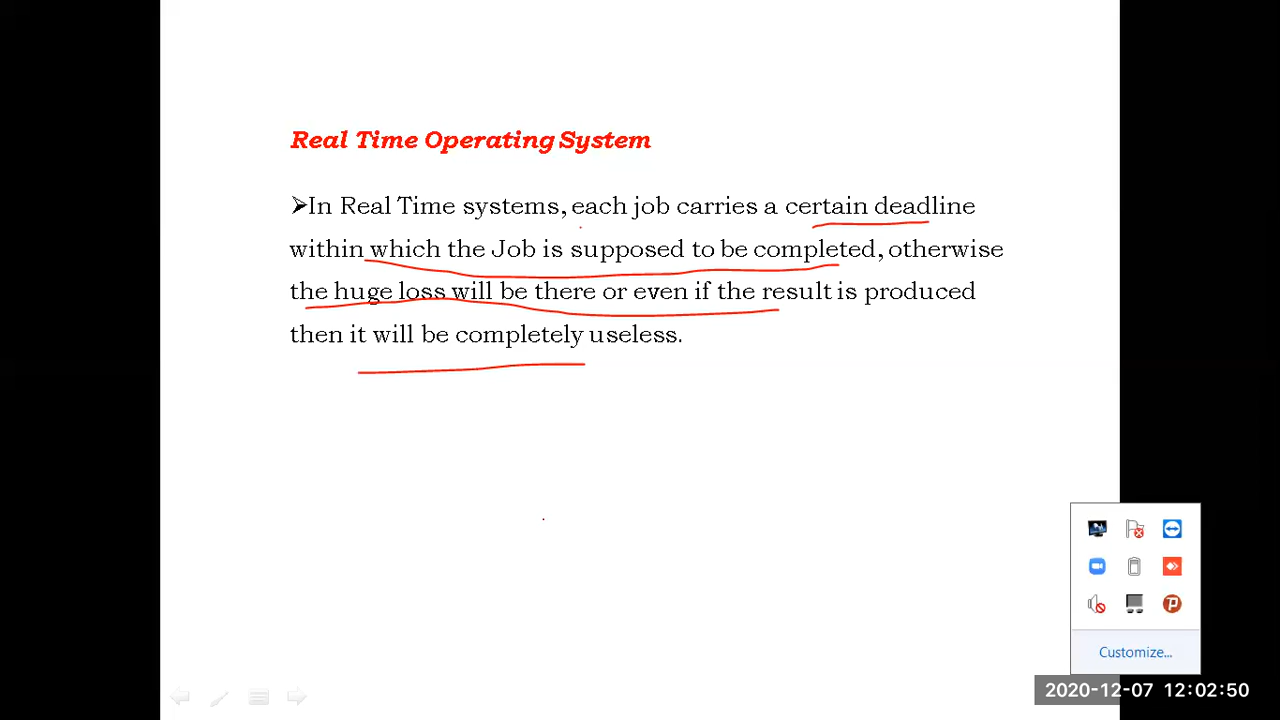 Real Time Operating System
➢In Real Time systems, each job carries a certain deadline
within which the Job is supposed to be completed, otherwise
the huge loss will be there or even if the result is produced
then it will be completely useless.
Customize...
2020-12-07 12:02:50